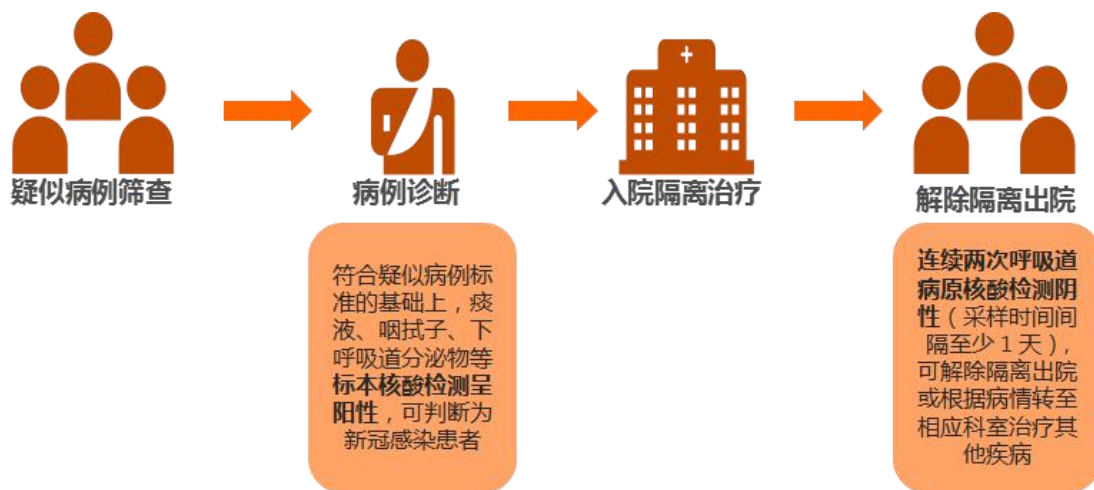 疑似病例筛查
病例诊断
入院隔离治疗
解除隔离出院
符合疑似病例标
准的基础上，痰
液、咽拭子、下
呼吸道分泌物等
标本核酸检测呈
阳性，可判断为
新冠感染患者
连续两次呼吸道
病原核酸检测阴
性（采样时间间
隔至少1天），
可解除隔离出院
或根据病情转至
相应科室治疗其
他疾病